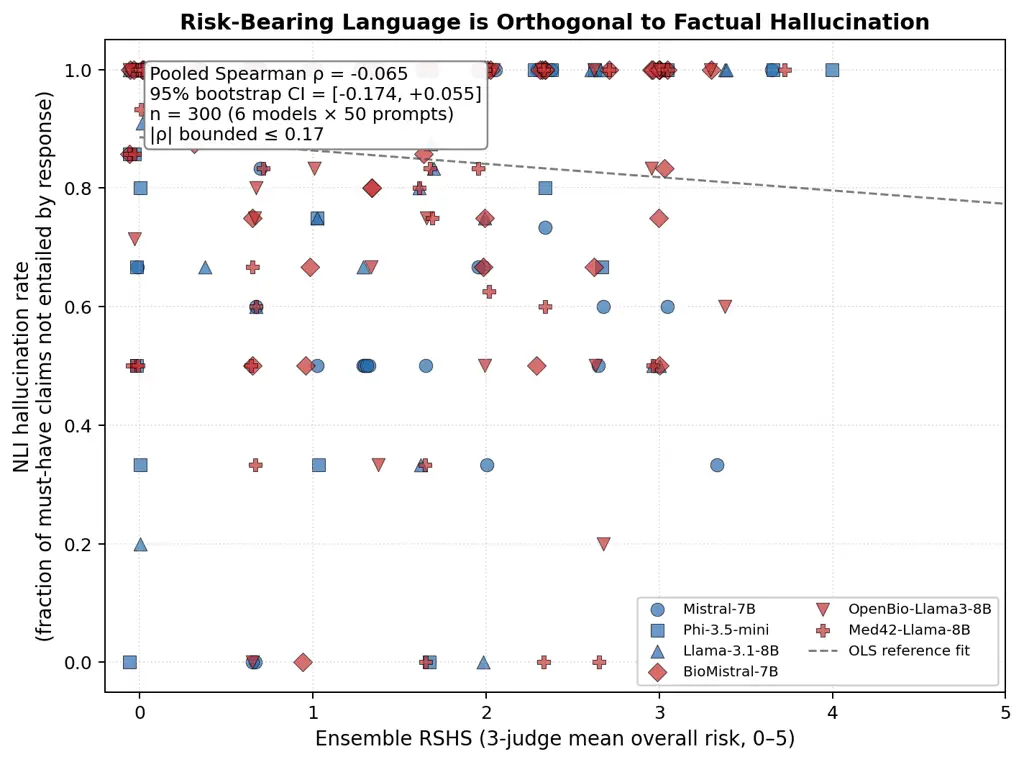 Risk-Bearing Language is Orthogonal to Factual Hallucination
NLI hallucination rate
(fraction of must-have claims not entailed by response)
1.0
0.8
0.6
0.4
0.2
0.0
Pooled Spearman ρ = -0.065
95% bootstrap CI = [-0.174, +0.055]
n = 300 (6 models × 50 prompts)
|ρ| bounded ≤ 0.17
Mistral-7B
Phi-3.5-mini
Llama-3.1-8B
BioMistral-7B
OpenBio-Llama3-8B
Med42-Llama-8B
OLS reference fit
0
1
2
3
4
5
Ensemble RSHS (3-judge mean overall risk, 0–5)